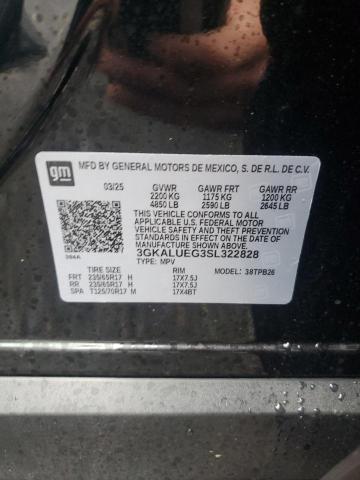 gm
MFD BY GENERAL MOTORS DE MEXICO, S. DE R.L. DE C.V.
03/25 GVWR GAWR FRT GAWR RR
2200 KG 1175 KG 1200 KG
4850 LB 2590 LB 2645 LB
THIS VEHICLE CONFORMS TO ALL APPLICABLE
U.S. FEDERAL MOTOR
VEHICLE SAFETY AND THEFT PREVENTION
STANDARDS IN EFFECT ON THE DATE OF
MANUFACTURE SHOWN ABOVE.
3GKALUEG3SL322828
384A TYPE: MPV MODEL: 38TPB26
TIRE SIZE RIM
FRT 235/65R17 H 17X7.5J
RR 235/65R17 H 17X7.5J
SPA T125/70R17 M 17X4BT